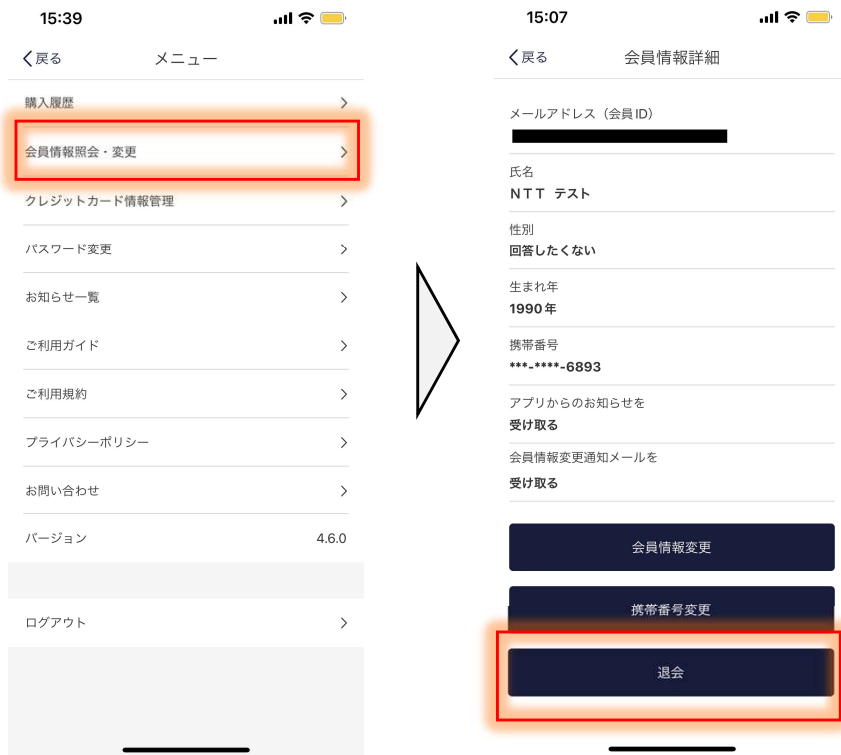 15:39
戻る メニュー
購入履歴
会員情報照会・変更
クレジットカード情報管理
パスワード変更
お知らせ一覧
ご利用ガイド
ご利用規約
プライバシーポリシー
お問い合わせ
バージョン 4.6.0
ログアウト
15:07
戻る 会員情報詳細
メールアドレス（会員ID）
氏名
NTT テスト
性別
回答したくない
生まれ年
1990年
携帯番号
***-****-6893
アプリからのお知らせを
受け取る
会員情報変更通知メールを
受け取る
会員情報変更
携帯番号変更
退会